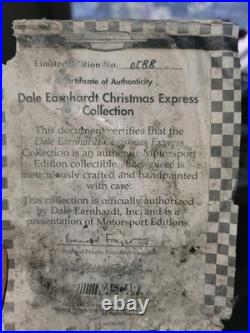 Limited Edition No. 0588
Certificate of Authenticity
Dale Earnhardt Christmas Express
Collection
This document certifies that the
Dale Earnhardt Christmas Express
Collection is an authentic Motorsport
Edition collectible. Each piece is
meticulously crafted and handpainted
with care.
This collection is officially authorized
by Dale Earnhardt, Inc. and is a
presentation of Motorsport Editions.